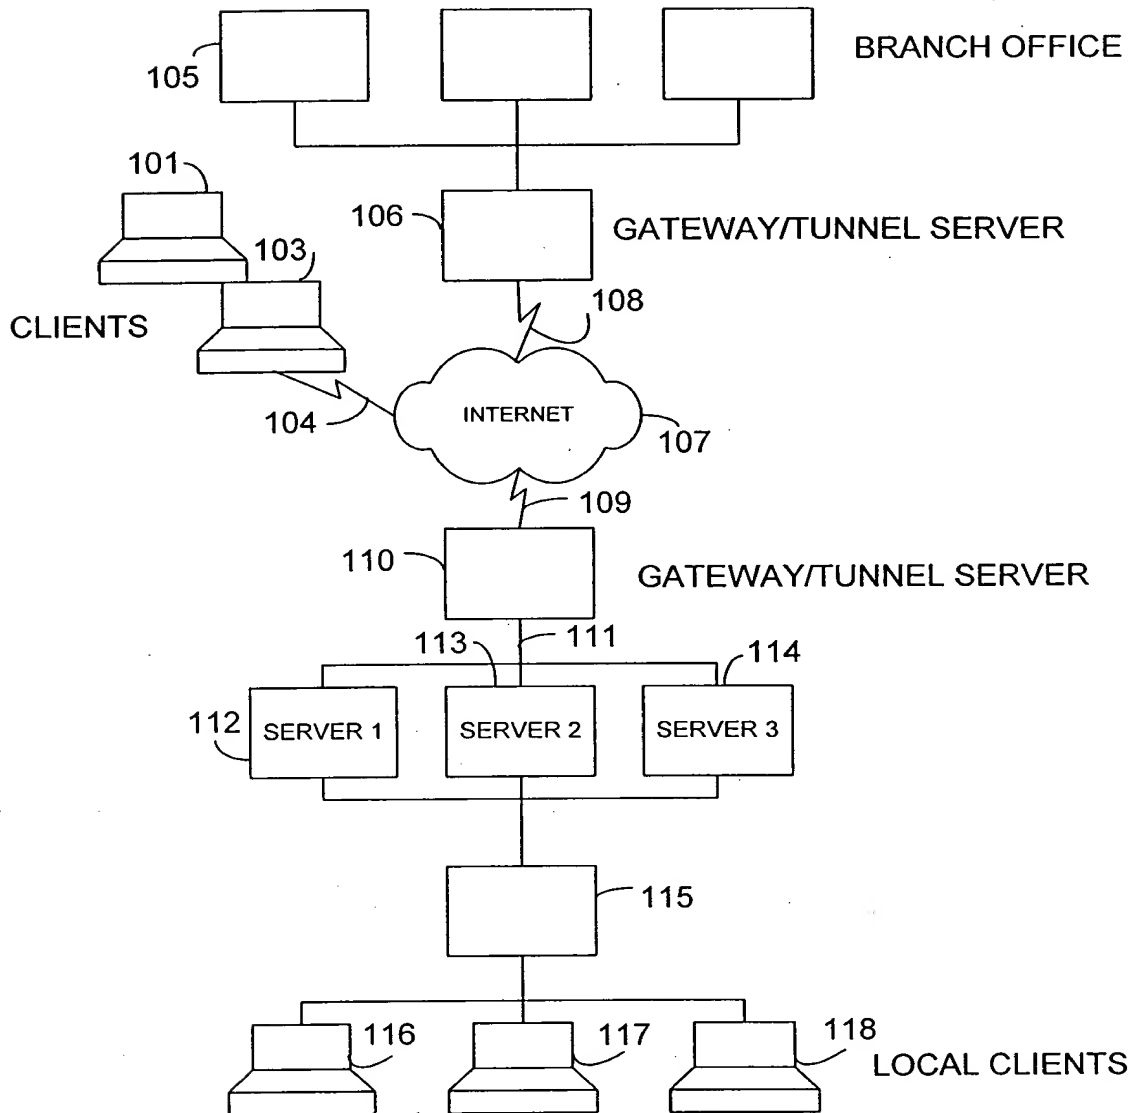 BRANCH OFFICE
105
101
106
GATEWAY/TUNNEL SERVER
103
108
CLIENTS
104
INTERNET
107
109
110
GATEWAY/TUNNEL SERVER
113
111
114
112
SERVER 1
SERVER 2
SERVER 3
115
116
117
118
LOCAL CLIENTS